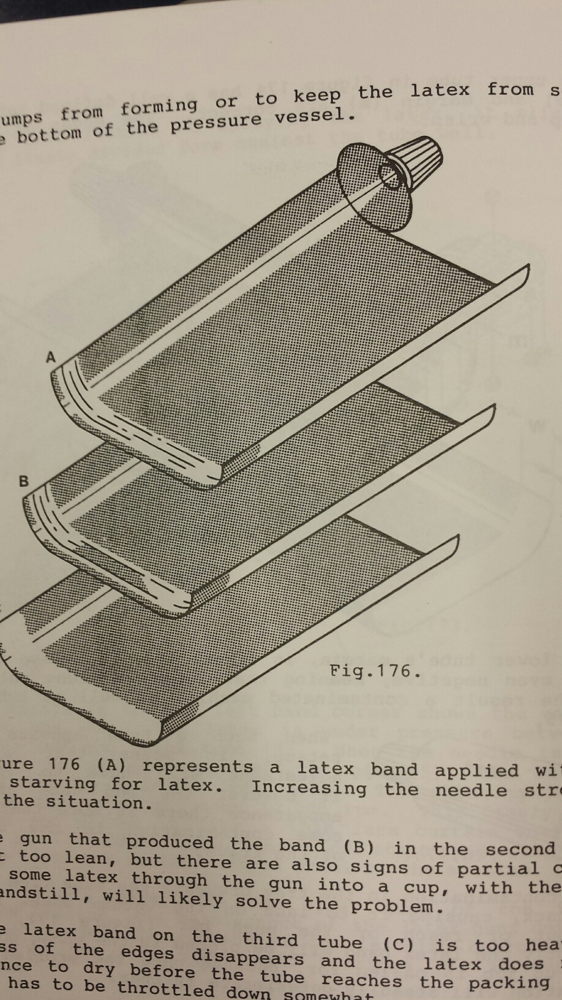 umps from forming or to keep the latex from s
e bottom of the pressure vessel.
A
B
Fig.176.
ure 176 (A) represents a latex band applied wi
starving for latex. Increasing the needle str
the situation.
e gun that produced the band (B) in the second
t too lean, but there are also signs of partial c
some latex through the gun into a cup, with the
andstill, will likely solve the problem.
e latex band on the third tube (C) is too hea
ss of the edges disappears and the latex does
nce to dry before the tube reaches the packing
has to be throttled down somewhat